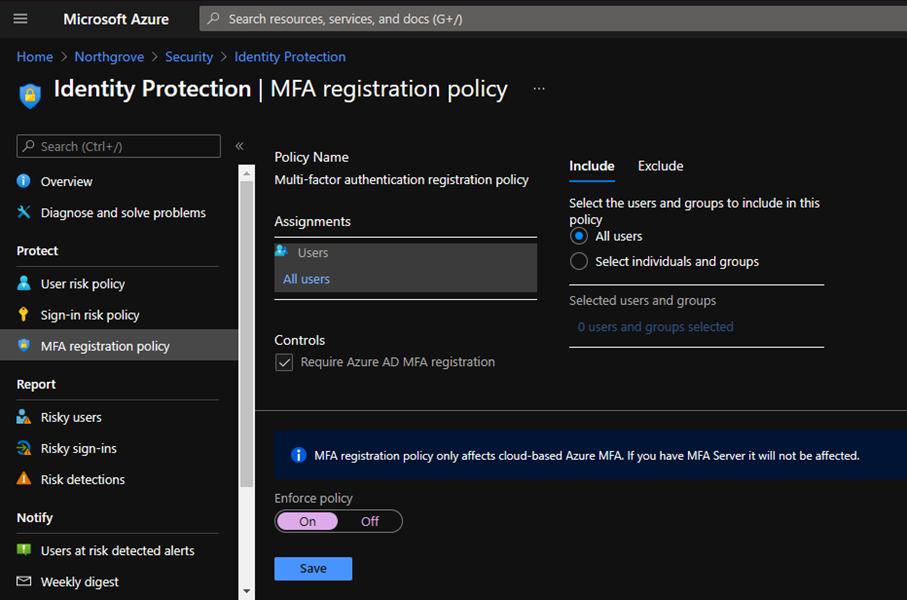 Microsoft Azure
Search resources, services, and docs (G+/)
Home > Northgrove > Security > Identity Protection
Identity Protection | MFA registration policy ...
Search (Ctrl+/)
«
Overview
Diagnose and solve problems
Protect
User risk policy
Sign-in risk policy
MFA registration policy
Report
Risky users
Risky sign-ins
Risk detections
Notify
Users at risk detected alerts
Weekly digest
Policy Name
Multi-factor authentication registration policy
Assignments
Users
All users
Controls
Require Azure AD MFA registration
Include Exclude
Select the users and groups to include in this
policy
All users
Select individuals and groups
Selected users and groups
0 users and groups selected
MFA registration policy only affects cloud-based Azure MFA. If you have MFA Server it will not be affected.
Enforce policy
On Off
Save